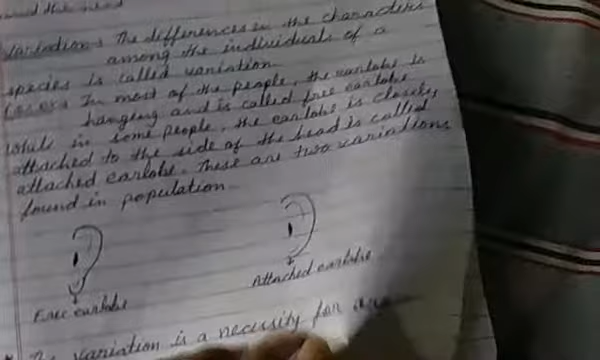 Variation : The differences in the characters
among the individuals of a
species is called variation.
In most of the people, the earlobe is
hanging and is called free earlobe
while in some people, the earlobe is closely
attached to the side of the head is called
attached earlobe. These are two variations
found in population.
Free earlobe
Attached earlobe
variation is a necessity for